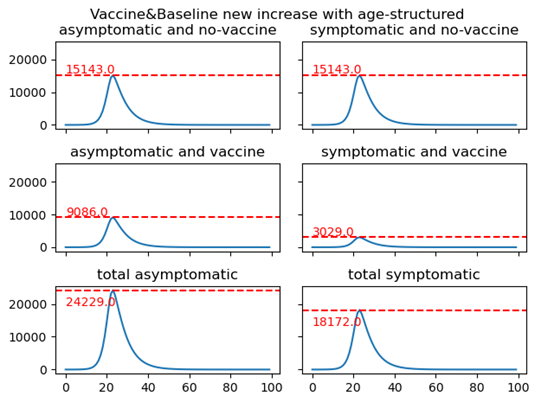 Vaccine&Baseline new increase with age-structured
asymptomatic and no-vaccine
symptomatic and no-vaccine
20000
10000
0
15143.0
15143.0
asymptomatic and vaccine
symptomatic and vaccine
20000
10000
0
9086.0
3029.0
total asymptomatic
total symptomatic
20000
10000
0
24229.0
18172.0
0 20 40 60 80 100
0 20 40 60 80 100